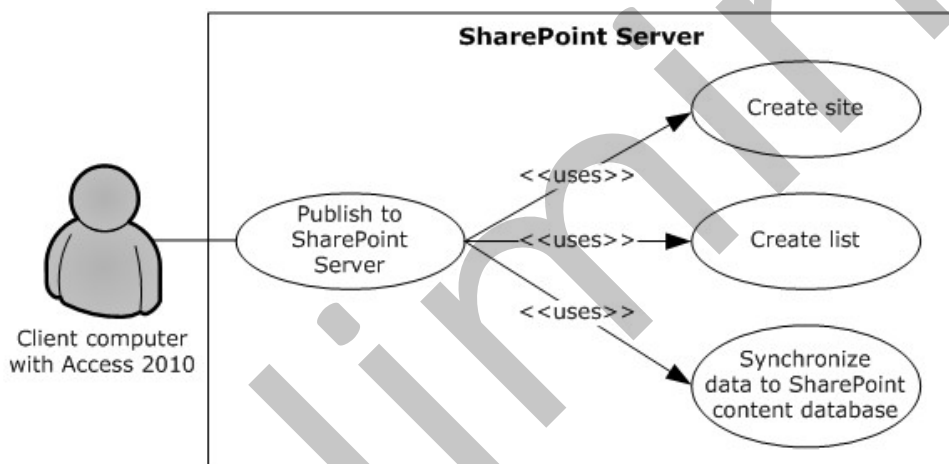 SharePoint Server
Create site
<<uses>>
Publish to
SharePoint
Server
<<uses>>
Create list
<<uses>>
Client computer
with Access 2010
Synchronize
data to SharePoint
content database